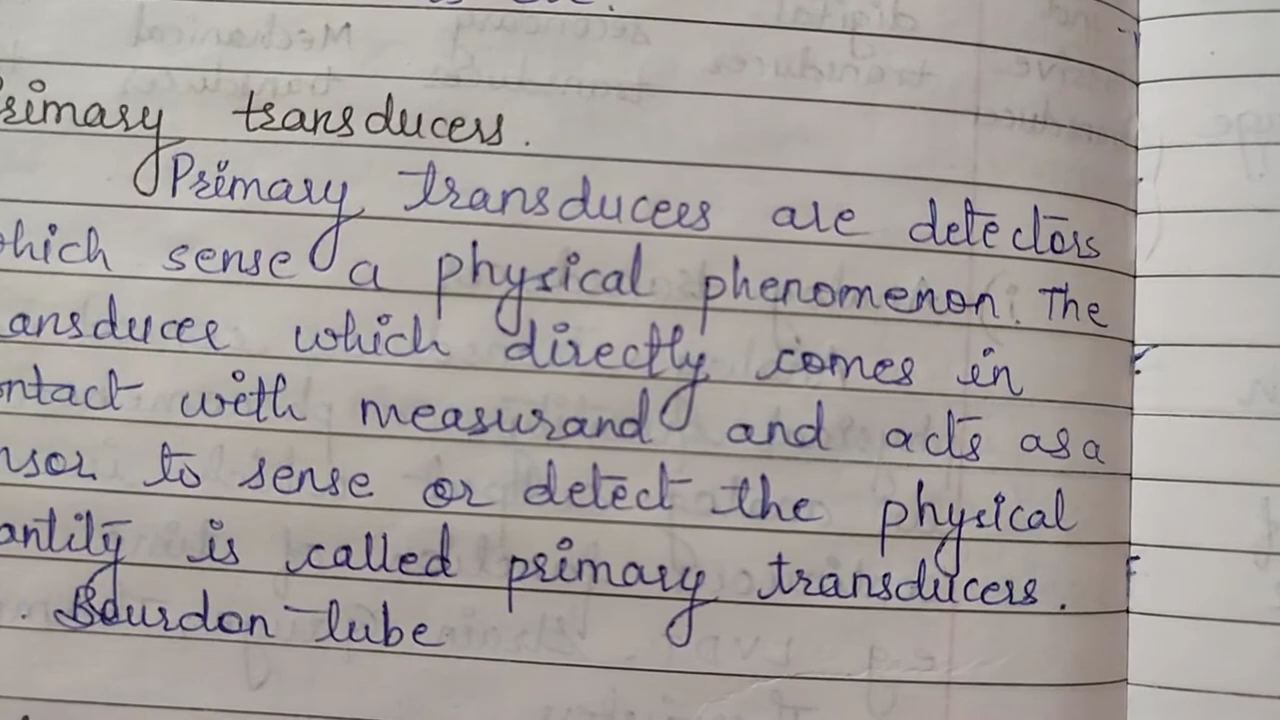 rimary transducers.
Primary transducers are detectors
hich sense a physical phenomenon. The
ansducer which directly comes in
ontact with measurand and acts as a
nsor to sense or detect the physical
antity is called primary transducers.
. Bourdon tube